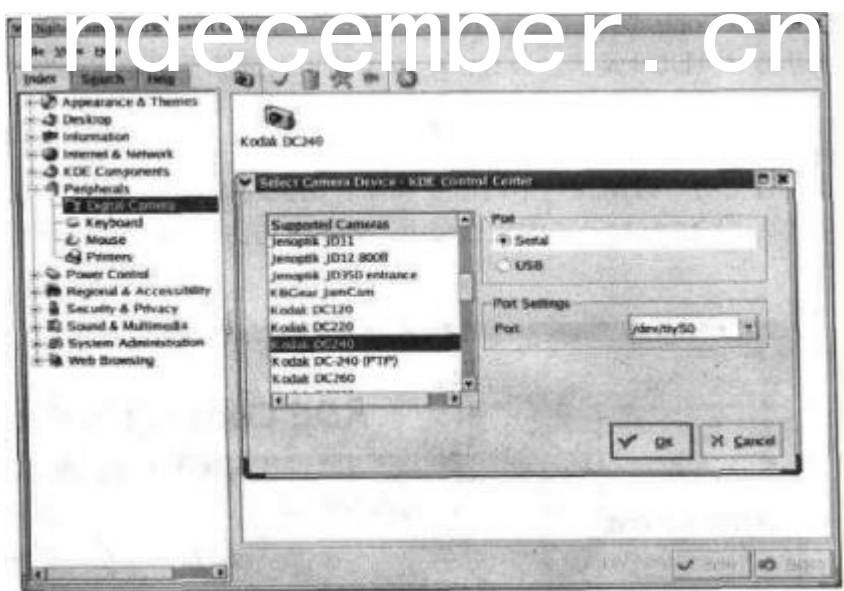 indecember.cn
Index Search Help
Appearance & Themes
Desktop
Information
Internet & Network
KDE Components
Peripherals
Digital Camera
Keyboard
Mouse
Printers
Power Control
Regional & Accessibility
Security & Privacy
Sound & Multimedia
System Administration
Web Browsing
Kodak DC240
Select Camera Device - KDE Control Center
Supported Cameras
Jenoptik JD11
Jenoptik JD12 800ff
Jenoptik JD350 entrance
KBGear JamCam
Kodak DC120
Kodak DC220
Kodak DC240
Kodak DC-240 (PTP)
Kodak DC260
Port
Serial
USB
Port Settings
Port:
/dev/ttyS0
OK
Cancel